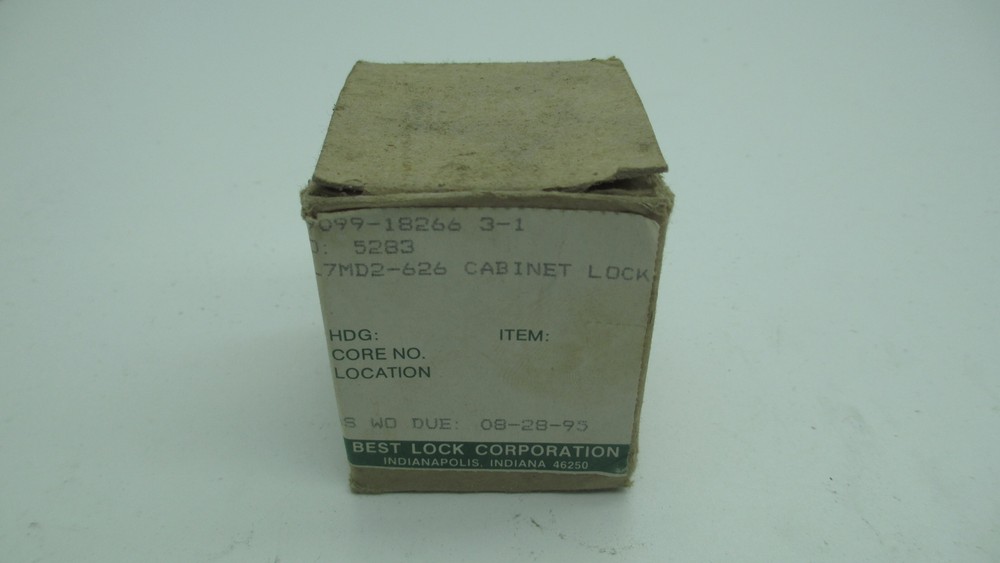 099-18266 3-1
: 5283
7MD2-626 CABINET LOCK
HDG: ITEM:
CORE NO.
LOCATION
S WO DUE: 08-28-95
BEST LOCK CORPORATION
INDIANAPOLIS, INDIANA 46250